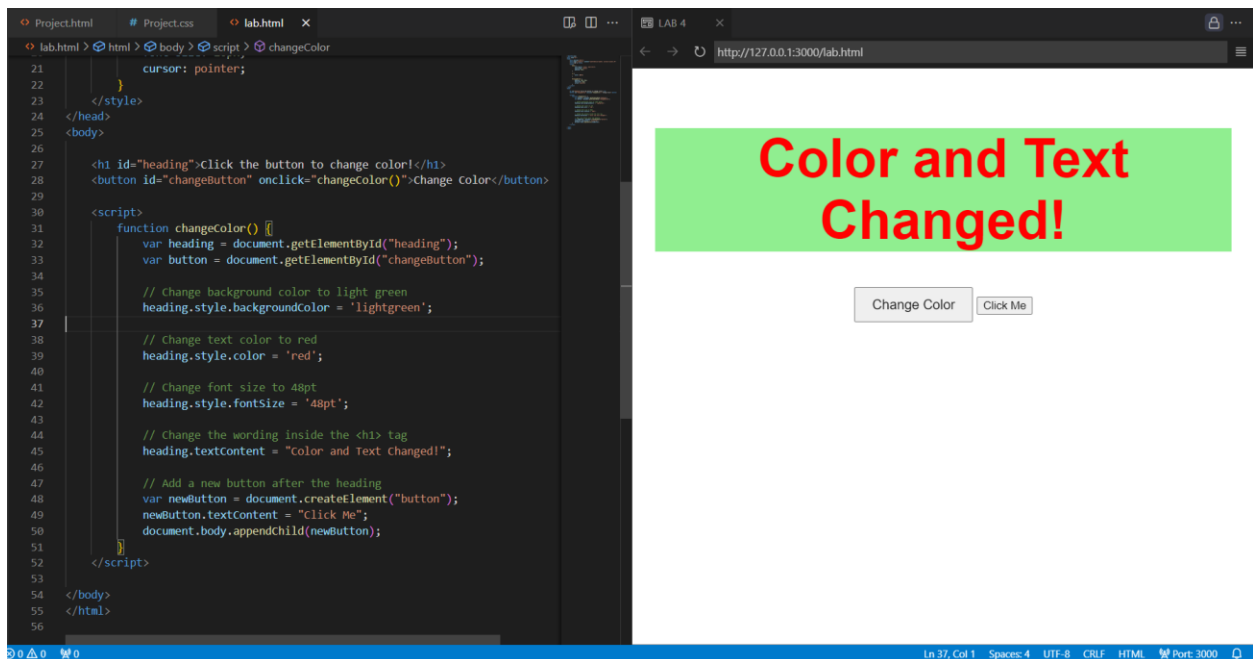 Project.html # Project.css lab.html
lab.html > html > body > script > changeColor
21 cursor: pointer;
22 }
23 </style>
24 </head>
25 <body>
26
27 <h1 id="heading">Click the button to change color!</h1>
28 <button id="changeButton" onclick="changeColor()">Change Color</button>
29
30 <script>
31 function changeColor() {
32 var heading = document.getElementById("heading");
33 var button = document.getElementById("changeButton");
34
35 // Change background color to light green
36 heading.style.backgroundColor = 'lightgreen';
37
38 // Change text color to red
39 heading.style.color = 'red';
40
41 // Change font size to 48pt
42 heading.style.fontSize = '48pt';
43
44 // Change the wording inside the <h1> tag
45 heading.textContent = "Color and Text Changed!";
46
47 // Add a new button after the heading
48 var newButton = document.createElement("button");
49 newButton.textContent = "Click Me";
50 document.body.appendChild(newButton);
51 }
52 </script>
53
54 </body>
55 </html>
56
LAB 4
http://127.0.0.1:3000/lab.html
Color and Text
Changed!
Change Color Click Me
0 0 0 Ln 37, Col 1 Spaces: 4 UTF-8 CRLF HTML Port: 3000